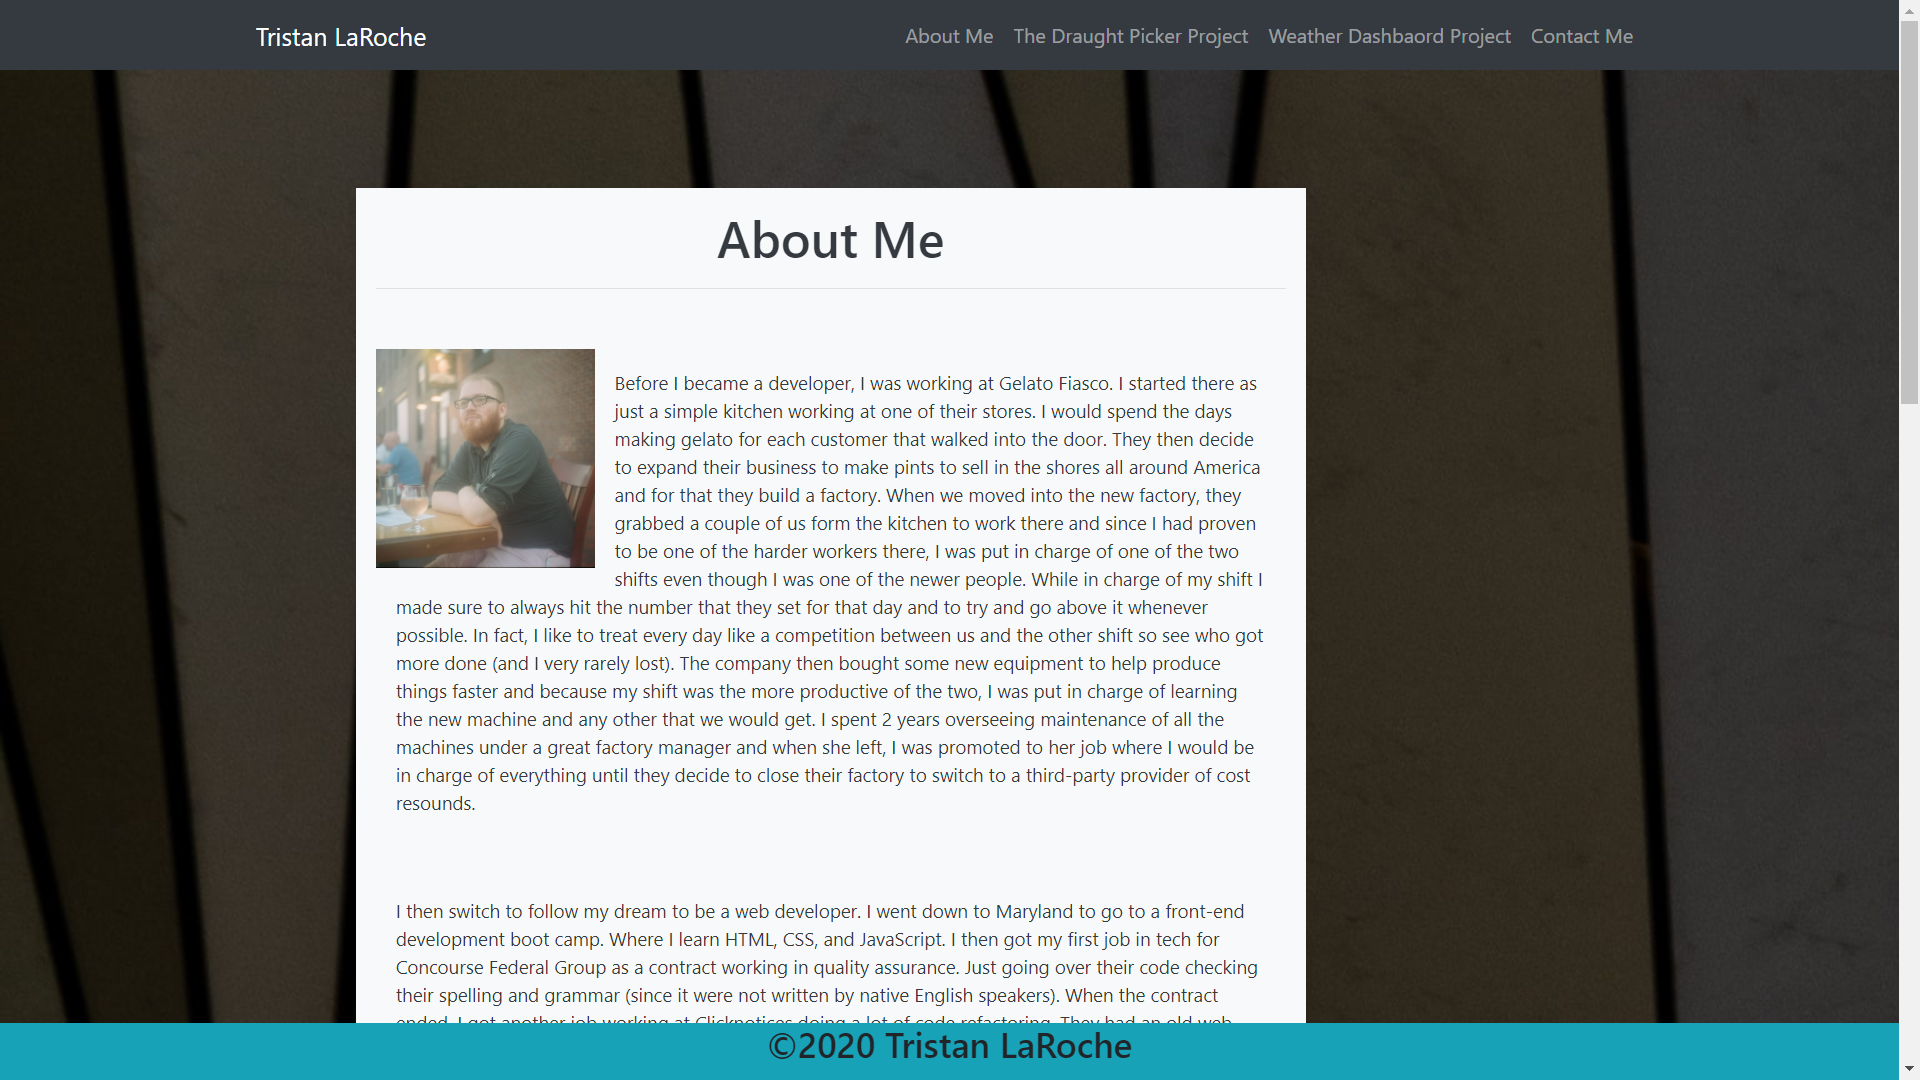 Tristan LaRoche
About Me The Draught Picker Project Weather Dashbaord Project Contact Me
About Me
Before I became a developer, I was working at Gelato Fiasco. I started there as
just a simple kitchen working at one of their stores. I would spend the days
making gelato for each customer that walked into the door. They then decide
to expand their business to make pints to sell in the shores all around America
and for that they build a factory. When we moved into the new factory, they
grabbed a couple of us form the kitchen to work there and since I had proven
to be one of the harder workers there, I was put in charge of one of the two
shifts even though I was one of the newer people. While in charge of my shift I
made sure to always hit the number that they set for that day and to try and go above it whenever
possible. In fact, I like to treat every day like a competition between us and the other shift so see who got
more done (and I very rarely lost). The company then bought some new equipment to help produce
things faster and because my shift was the more productive of the two, I was put in charge of learning
the new machine and any other that we would get. I spent 2 years overseeing maintenance of all the
machines under a great factory manager and when she left, I was promoted to her job where I would be
in charge of everything until they decide to close their factory to switch to a third-party provider of cost
resounds.
I then switch to follow my dream to be a web developer. I went down to Maryland to go to a front-end
development boot camp. Where I learn HTML, CSS, and JavaScript. I then got my first job in tech for
Concourse Federal Group as a contract working in quality assurance. Just going over their code checking
their spelling and grammar (since it were not written by native English speakers). When the contract
ended, I got another job working at Clicknotices doing a lot of code refactoring. They had an old web
©2020 Tristan LaRoche